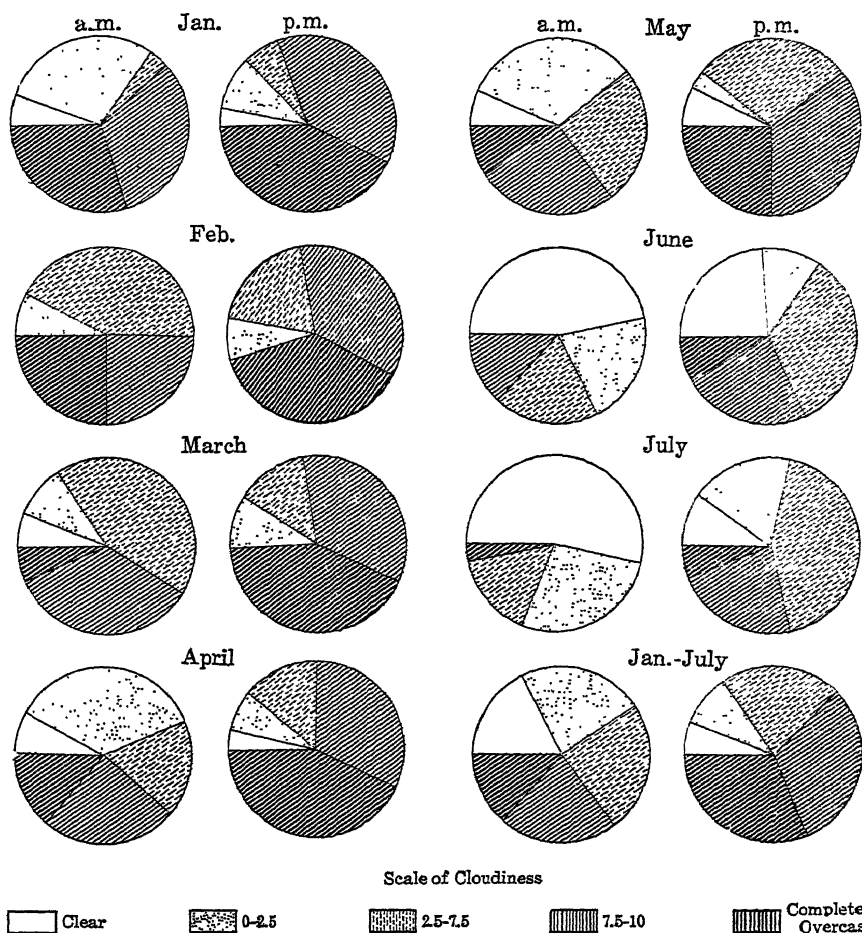 a.m. Jan. p.m.
a.m. May p.m.
Feb.
June
March
July
April
Jan.-July
Scale of Cloudiness
Clear
0-2.5
2.5-7.5
7.5-10
Complete
Overcas